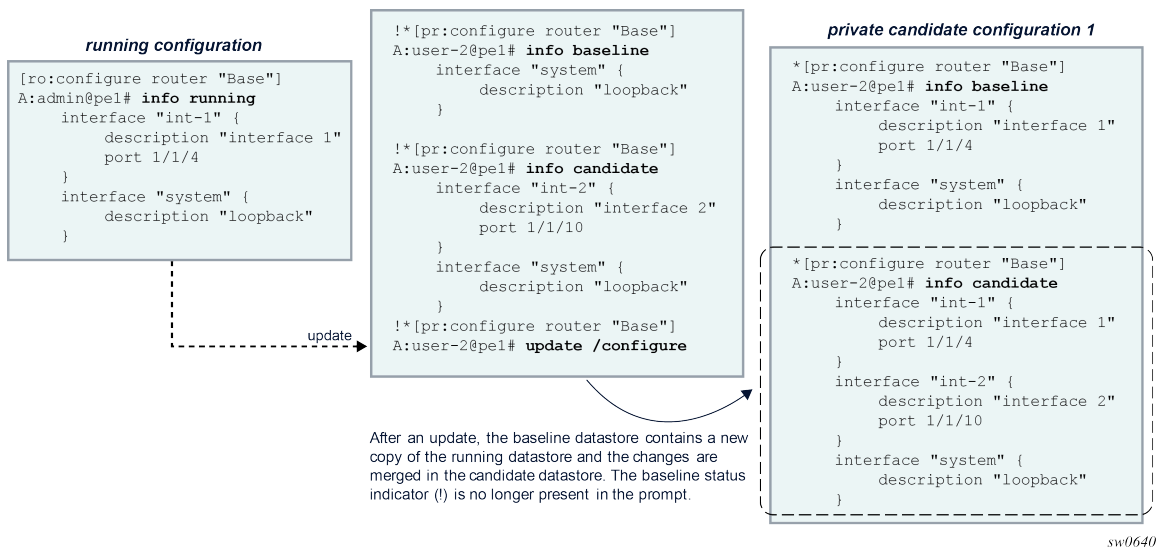 running configuration
[ro:configure router "Base"]
A:admin@pe1# info running
interface "int-1" {
description "interface 1"
port 1/1/4
}
interface "system" {
description "loopback"
}
update
!*[pr:configure router "Base"]
A:user-2@pe1# info baseline
interface "system" {
description "loopback"
}
!*[pr:configure router "Base"]
A:user-2@pe1# info candidate
interface "int-2" {
description "interface 2"
port 1/1/10
}
interface "system" {
description "loopback"
}
!*[pr:configure router "Base"]
A:user-2@pe1# update /configure
After an update, the baseline datastore contains a new
copy of the running datastore and the changes are
merged in the candidate datastore. The baseline status
indicator (!) is no longer present in the prompt.
private candidate configuration 1
*[pr:configure router "Base"]
A:user-2@pe1# info baseline
interface "int-1" {
description "interface 1"
port 1/1/4
}
interface "system" {
description "loopback"
}
*[pr:configure router "Base"]
A:user-2@pe1# info candidate
interface "int-1" {
description "interface 1"
port 1/1/4
}
interface "int-2" {
description "interface 2"
port 1/1/10
}
interface "system" {
description "loopback"
}
sw0640